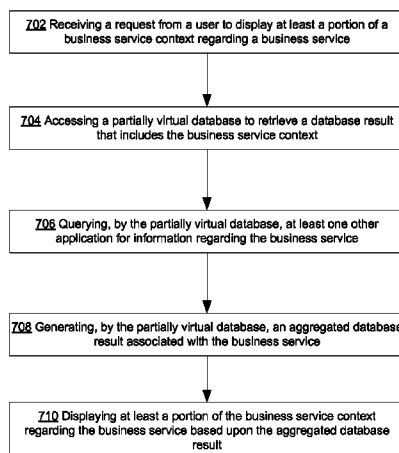 702 Receiving a request from a user to display at least a portion of a
business service context regarding a business service
704 Accessing a partially virtual database to retrieve a database result
that includes the business service context
706 Querying, by the partially virtual database, at least one other
application for information regarding the business service
708 Generating, by the partially virtual database, an aggregated database
result associated with the business service
710 Displaying at least a portion of the business service context
regarding the business service based upon the aggregated database
result